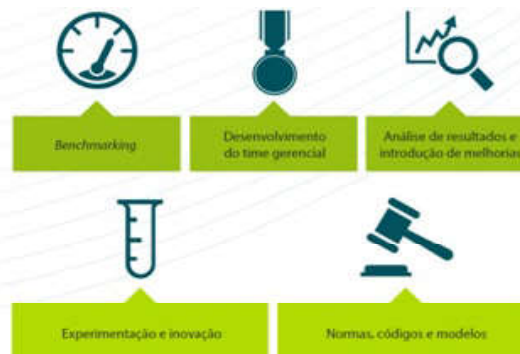 Benchmarking
Desenvolvimento
do time gerencial
Análise de resultados e
introdução de melhorias
Experimentação e inovação
Normas, códigos e modelos